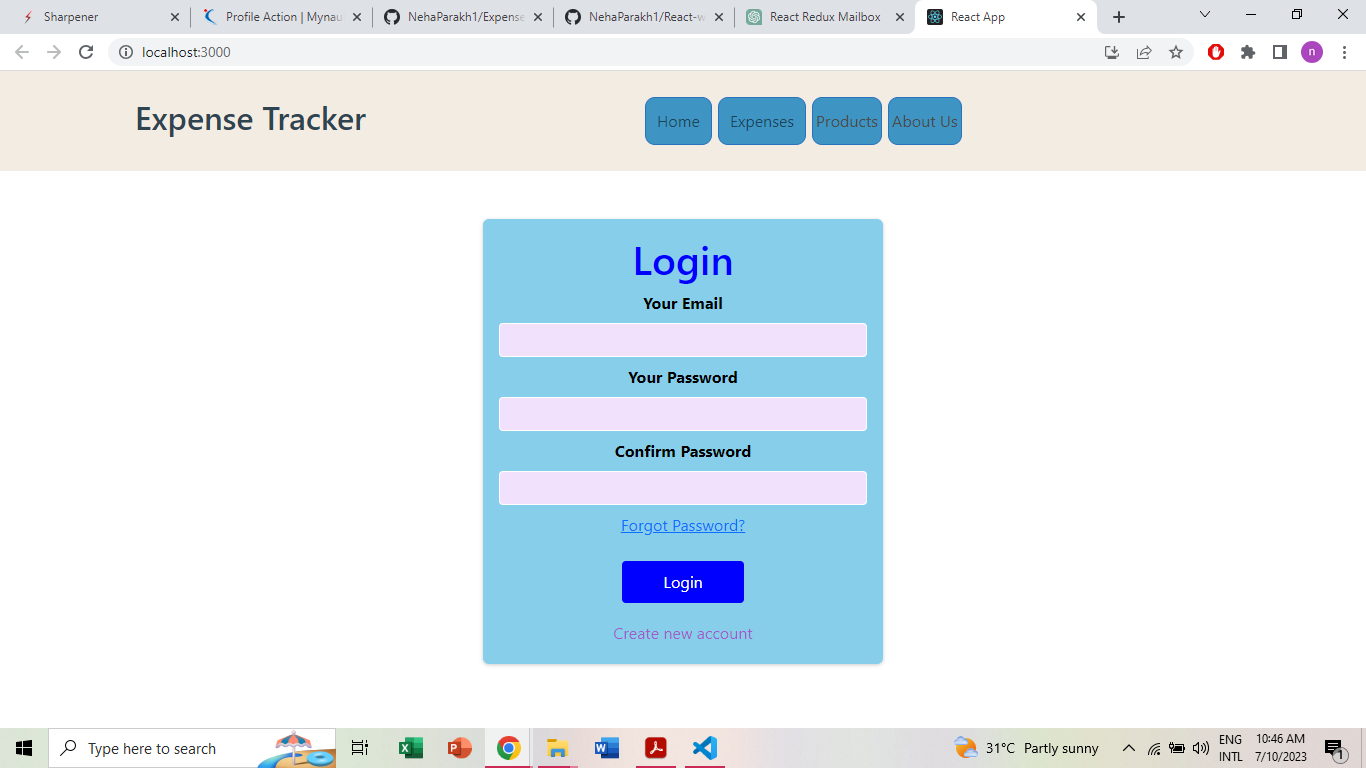 Sharpener
Profile Action | Mynau
NehaParakh1/Expense
NehaParakh1/React-w
React Redux Mailbox
React App
localhost:3000
n
Expense Tracker
Home
Expenses
Products
About Us
Login
Your Email
Your Password
Confirm Password
Forgot Password?
Login
Create new account
Type here to search
31°C Partly sunny
ENG
INTL
10:46 AM
7/10/2023
1